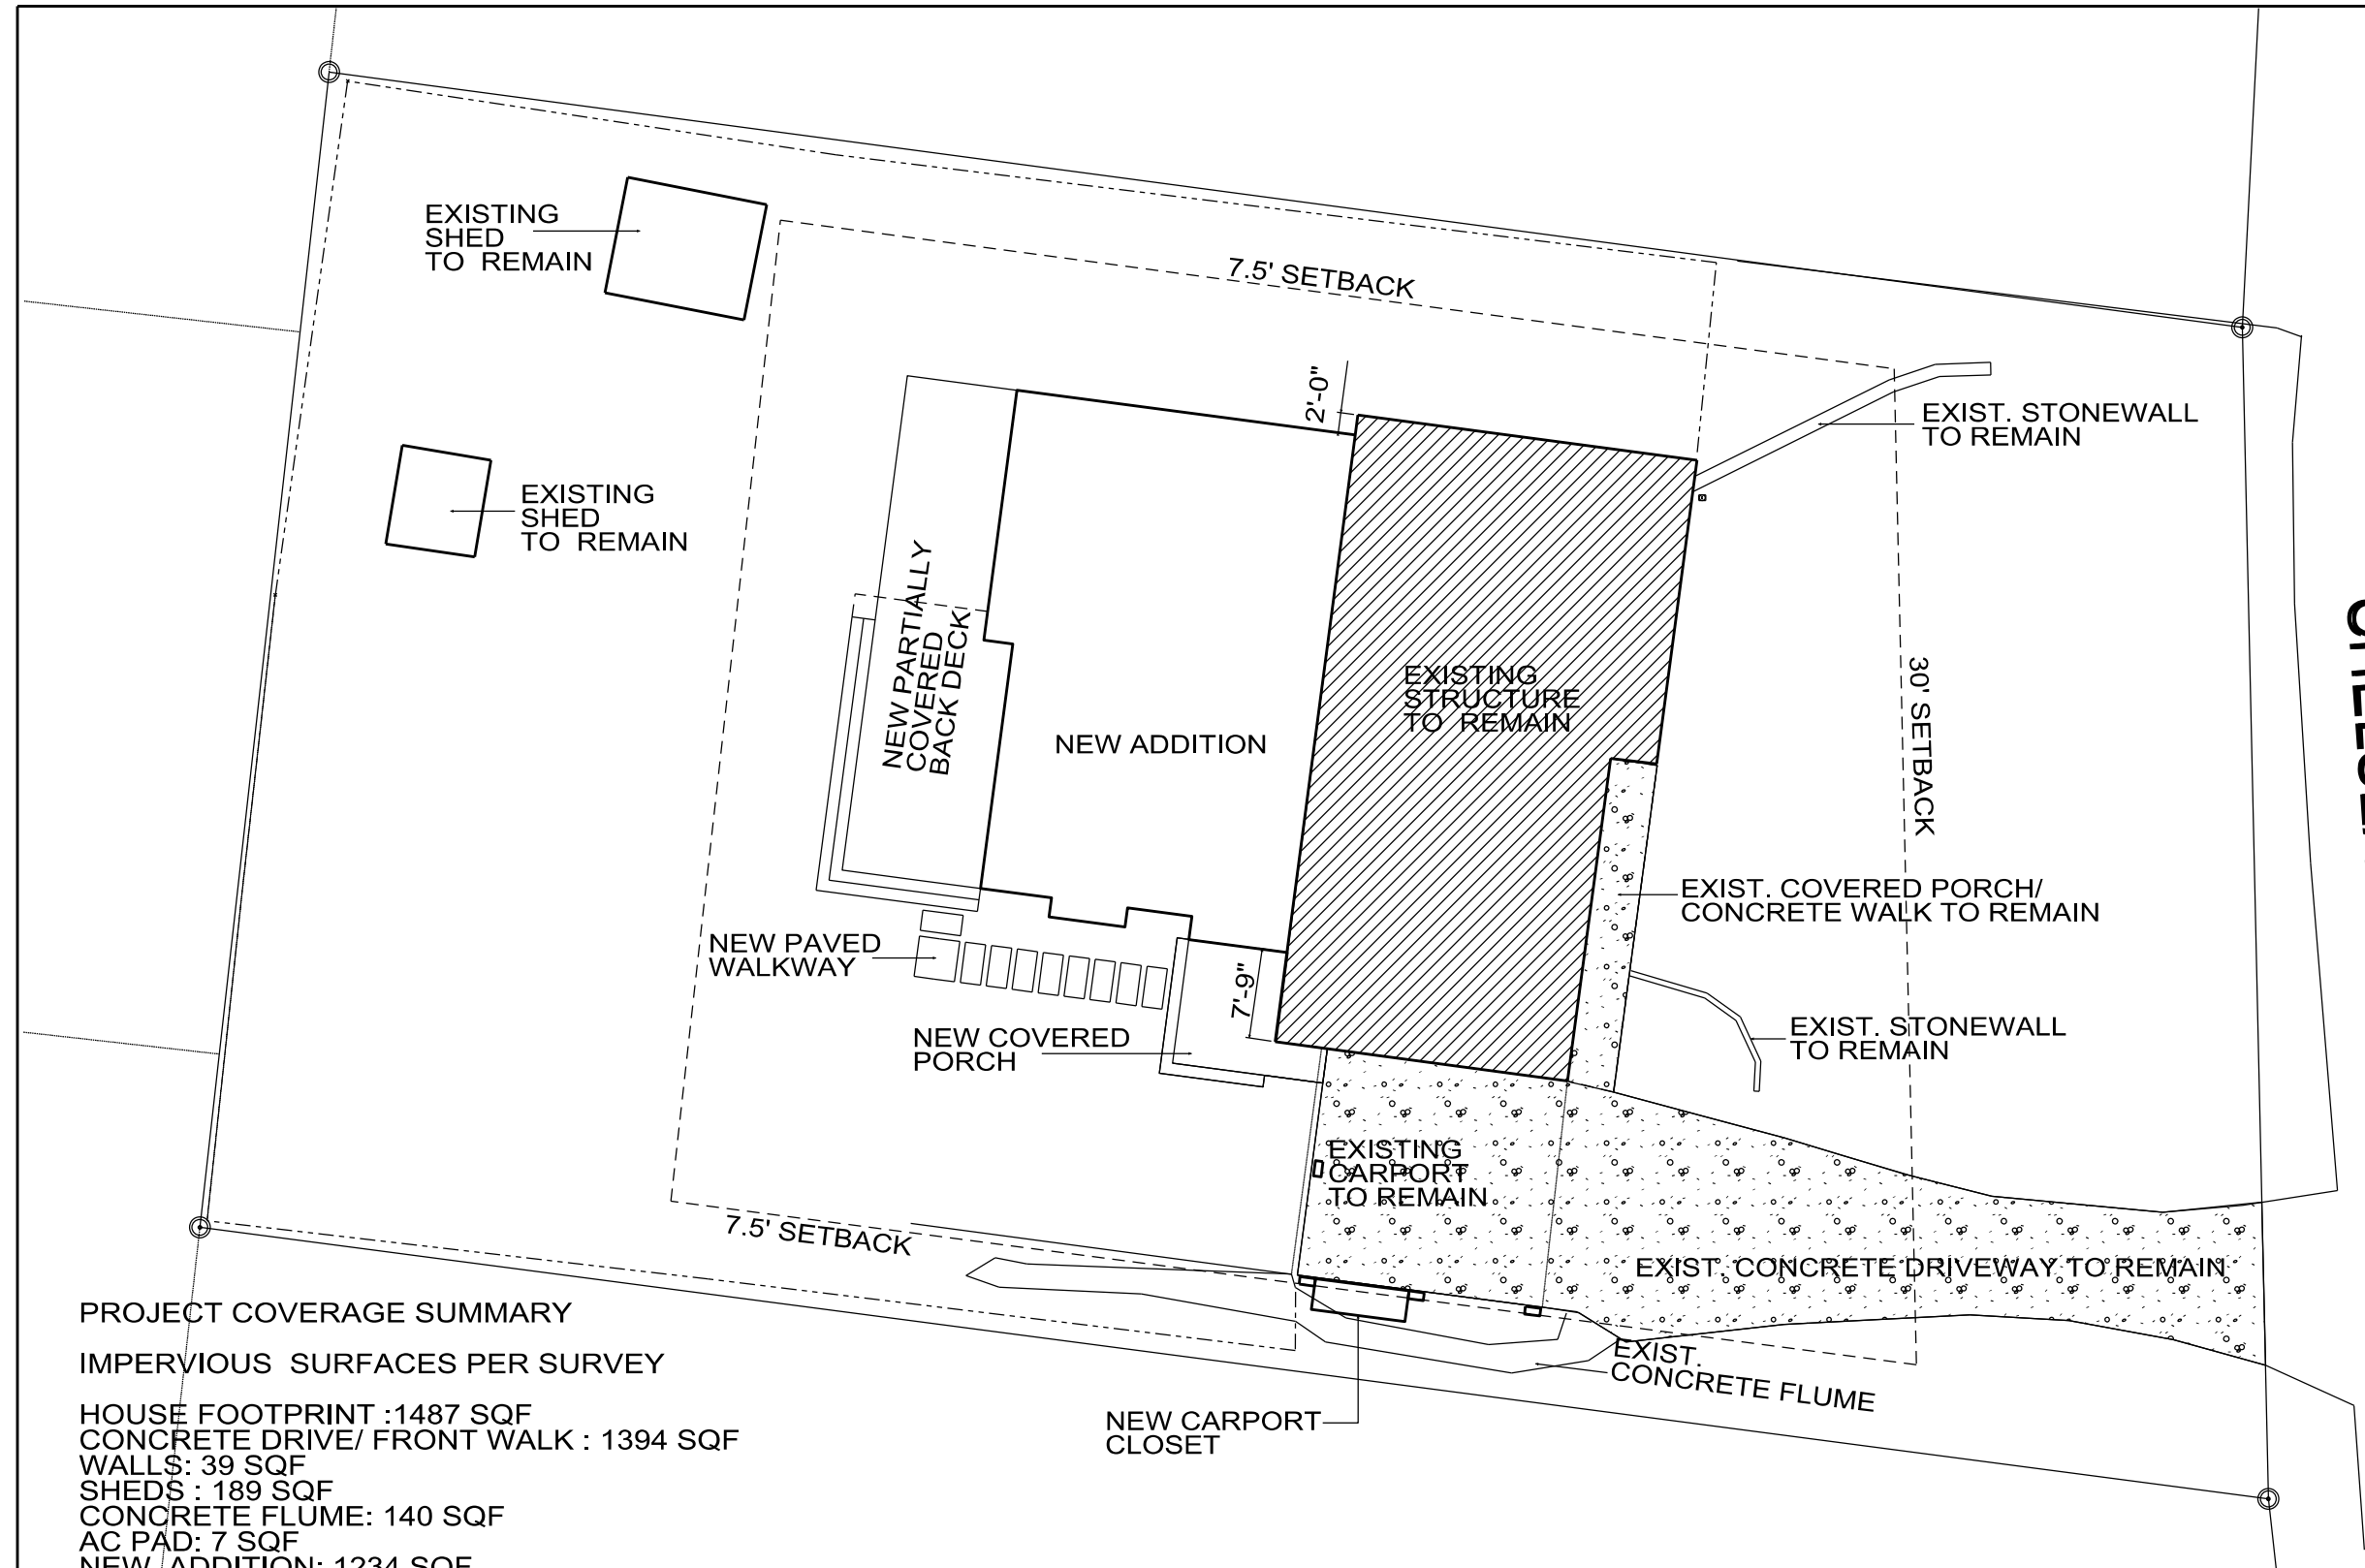 EXISTING
SHED
TO REMAIN
7.5' SETBACK
2'-0"
EXIST. STONEWALL
TO REMAIN
EXISTING
SHED
TO REMAIN
NEW PARTIALLY
COVERED
BACK DECK
NEW ADDITION
EXISTING
STRUCTURE
TO REMAIN
30' SETBACK
EXIST. COVERED PORCH/
CONCRETE WALK TO REMAIN
NEW PAVED
WALKWAY
7'-9"
NEW COVERED
PORCH
EXIST. STONEWALL
TO REMAIN
EXISTING
CARPORT
TO REMAIN
7.5' SETBACK
EXIST. CONCRETE DRIVEWAY TO REMAIN
EXIST.
CONCRETE FLUME
NEW CARPORT
CLOSET
PROJECT COVERAGE SUMMARY
IMPERVIOUS SURFACES PER SURVEY
HOUSE FOOTPRINT :1487 SQF
CONCRETE DRIVE/ FRONT WALK : 1394 SQF
WALLS: 39 SQF
SHEDS : 189 SQF
CONCRETE FLUME: 140 SQF
AC PAD: 7 SQF
NEW ADDITION: 1234 SQF